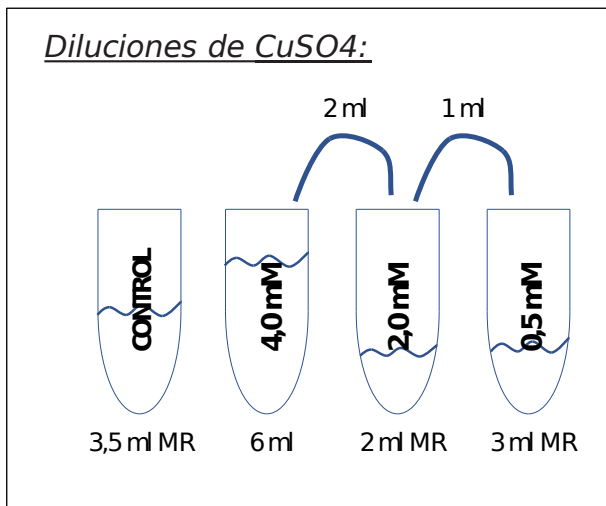 Diluciones de CuSO4:
2 ml
1 ml
CONTROL
4,0 mM
2,0 mM
0,5 mM
3,5 ml MR
6 ml
2 ml MR
3 ml MR